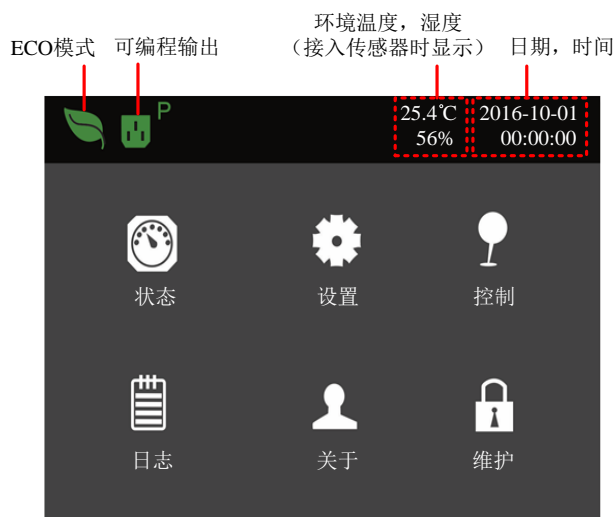 环境温度，湿度
ECO模式 可编程输出 （接入传感器时显示） 日期，时间
P 25.4℃ 2016-10-01
56% 00:00:00
状态 设置 控制
日志 关于 维护